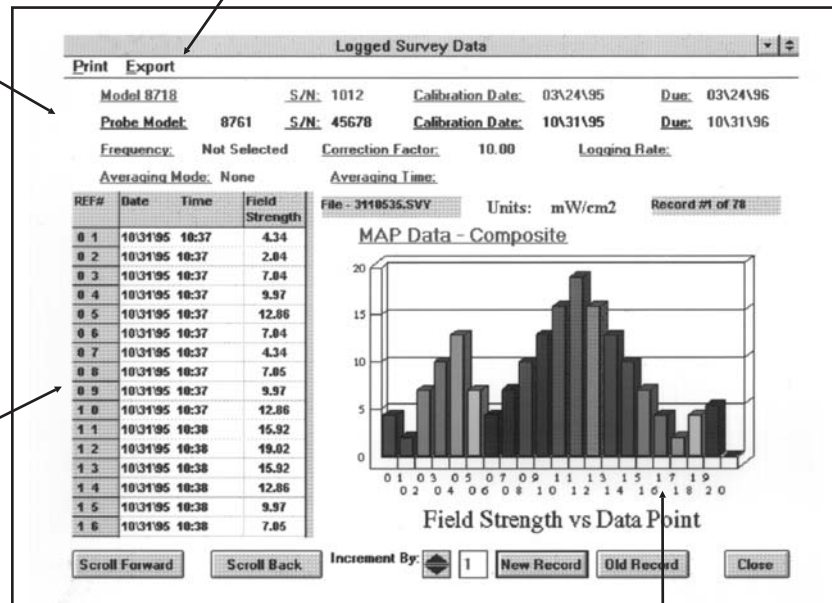 Logged Survey Data
Print Export
Model 8718 S/N: 1012 Calibration Date: 03\24\95 Due: 03\24\96
Probe Model: 8761 S/N: 45678 Calibration Date: 10\31\95 Due: 10\31\96
Frequency: Not Selected Correction Factor: 10.00 Logging Rate:
Averaging Mode: None Averaging Time:
REF# Date Time Field Strength
File - 3110535.SVY Units: mW/cm2 Record #1 of 78
MAP Data - Composite
0 1 10\31\95 10:37 4.34
0 2 10\31\95 10:37 2.04
0 3 10\31\95 10:37 7.04
0 4 10\31\95 10:37 9.97
0 5 10\31\95 10:37 12.86
0 6 10\31\95 10:37 7.04
0 7 10\31\95 10:37 4.34
0 8 10\31\95 10:37 7.05
0 9 10\31\95 10:37 9.97
1 0 10\31\95 10:37 12.86
1 1 10\31\95 10:38 15.92
1 2 10\31\95 10:38 19.02
1 3 10\31\95 10:38 15.92
1 4 10\31\95 10:38 12.86
1 5 10\31\95 10:38 9.97
1 6 10\31\95 10:38 7.05
20
15
10
5
0
01 03 05 07 09 11 13 15 17 19
02 04 06 08 10 12 14 16 18 20
Field Strength vs Data Point
Scroll Forward Scroll Back Increment By: 1 New Record Old Record Close